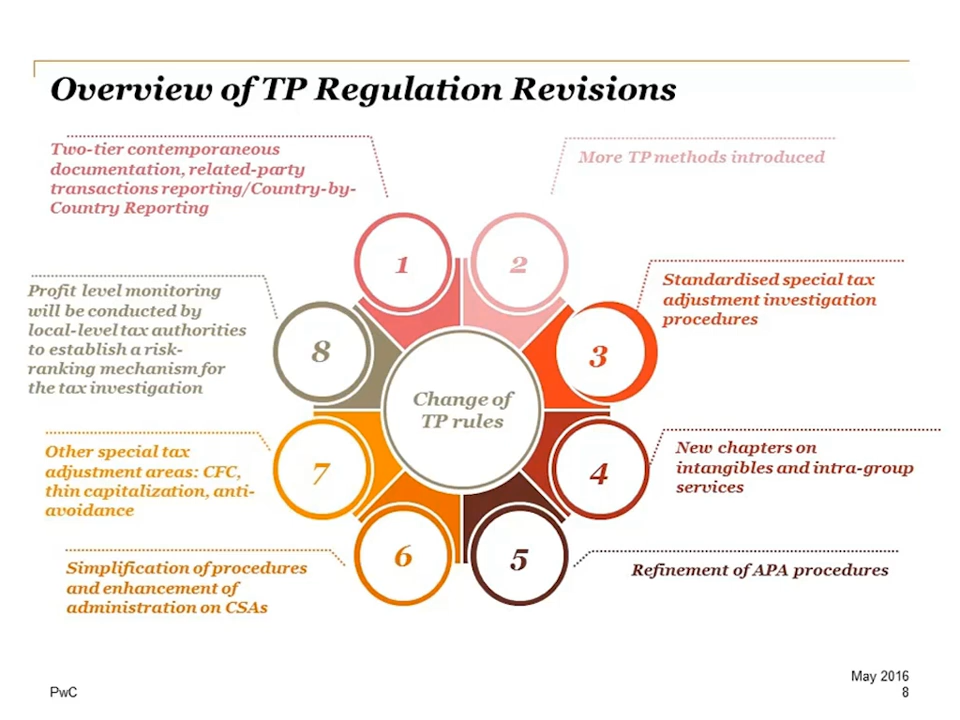 Overview of TP Regulation Revisions
Two-tier contemporaneous
documentation, related-party
transactions reporting/Country-by-
Country Reporting
More TP methods introduced
1
2
Standardised special tax
adjustment investigation
procedures
3
Profit level monitoring
will be conducted by
local-level tax authorities
to establish a risk-
ranking mechanism for
the tax investigation
8
Change of
TP rules
New chapters on
intangibles and intra-group
services
4
Other special tax
adjustment areas: CFC,
thin capitalization, anti-
avoidance
7
Simplification of procedures
and enhancement of
administration on CSAs
6
5
Refinement of APA procedures
PwC
May 2016
8